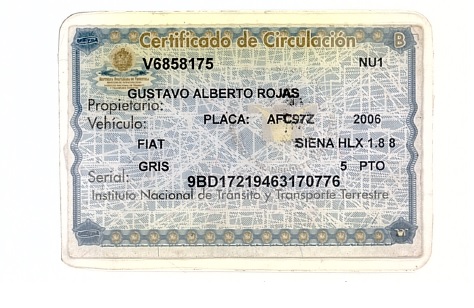 Certificado de Circulación B
V6858175 NU1
GUSTAVO ALBERTO ROJAS
Propietario:
Vehículo: PLACA: AFC97Z 2006
FIAT SIENA HLX 1.8 8
GRIS 5 PTO
Serial: 9BD17219463170776
Instituto Nacional de Tránsito y Transporte Terrestre